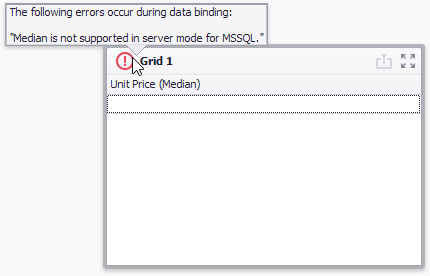 The following errors occur during data binding:
"Median is not supported in server mode for MSSQL."
Grid 1
Unit Price (Median)